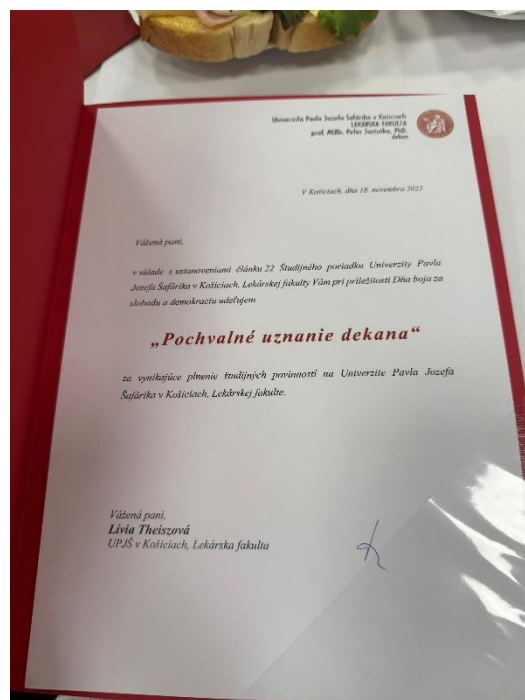 Univerzita Pavla Jozefa Šafárika v Košiciach
LEKÁRSKA FAKULTA
prof. MUDr. Peter Jarčuška, PhD.
dekan
V Košiciach, dňa 16. novembra 2022
Vážená pani,
v súlade s ustanoveniami článku 22 Študijného poriadku Univerzity Pavla
Jozefa Šafárika v Košiciach, Lekárskej fakulty Vám pri príležitosti Dňa boja za
slobodu a demokraciu udeľujem
„Pochvalné uznanie dekana“
za vynikajúce plnenie študijných povinností na Univerzite Pavla Jozefa
Šafárika v Košiciach, Lekárskej fakulte.
Vážená pani,
Lívia Theiszová
UPJŠ v Košiciach, Lekárska fakulta